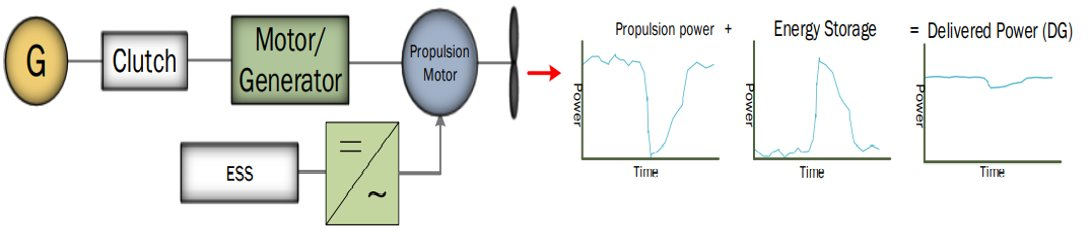 G
Clutch
Motor/
Generator
Propulsion
Motor
ESS
=
~
Propulsion power +
Energy Storage
= Delivered Power (DG)
Power
Time
Power
Time
Power
Time